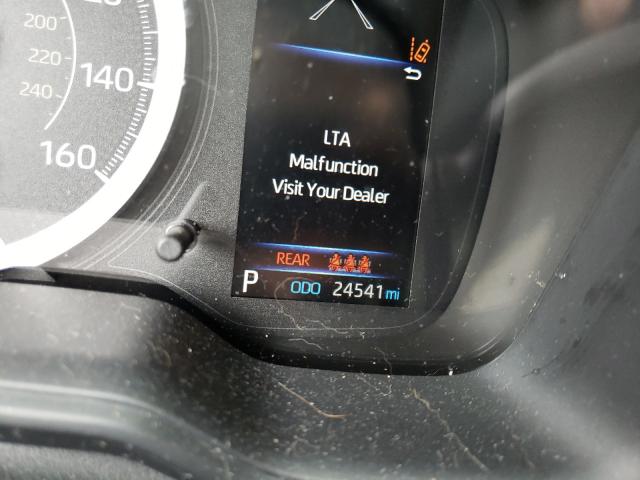 200
220
240
140
160
LTA
Malfunction
Visit Your Dealer
REAR
P ODO 24541 mi